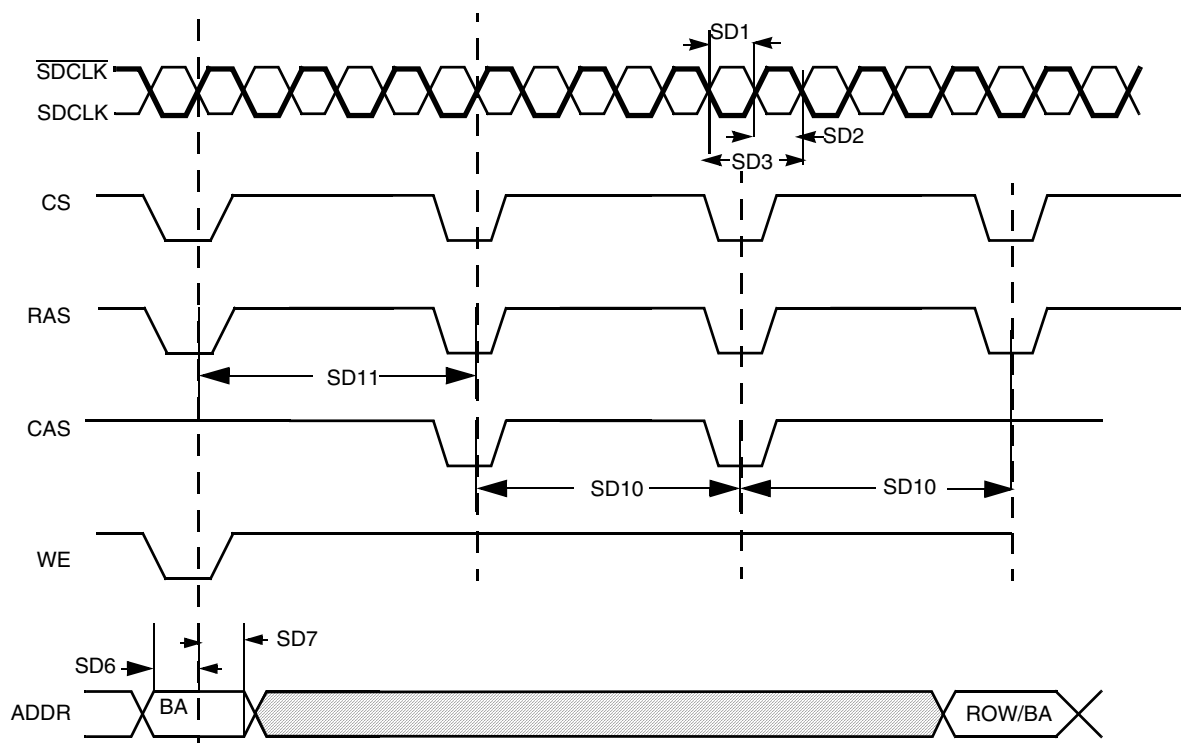 SD1
SDCLK
SDCLK
SD2
SD3
CS
RAS
SD11
CAS
SD10
SD10
WE
SD7
SD6
BA
ADDR
ROW/BA